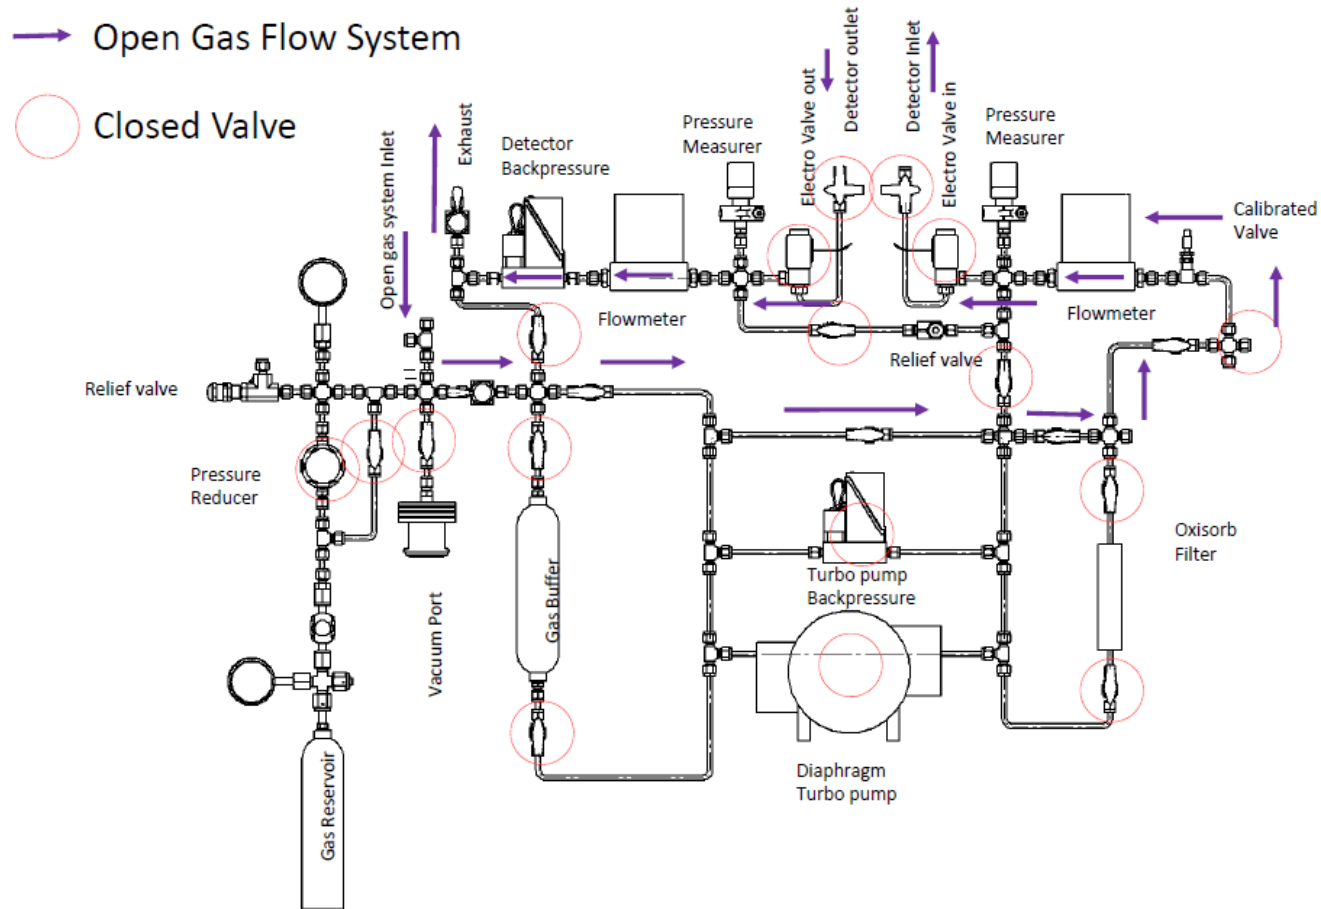 Open Gas Flow System
Closed Valve
Open gas system Inlet
Exhaust
Detector
Backpressure
Pressure
Measurer
Electro Valve out
Detector outlet
Detector Inlet
Electro Valve in
Pressure
Measurer
Calibrated
Valve
Flowmeter
Flowmeter
Relief valve
Relief valve
Pressure
Reducer
Oxisorb
Filter
Turbo pump
Backpressure
Gas Buffer
Vacuum Port
Diaphragm
Turbo pump
Gas Reservoir